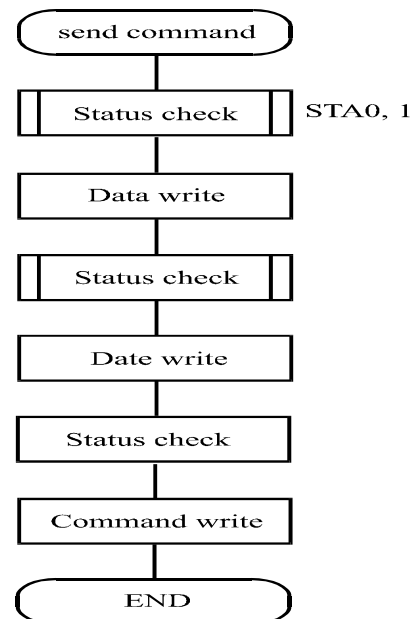 send command
Status check STA0, 1
Data write
Status check
Date write
Status check
Command write
END